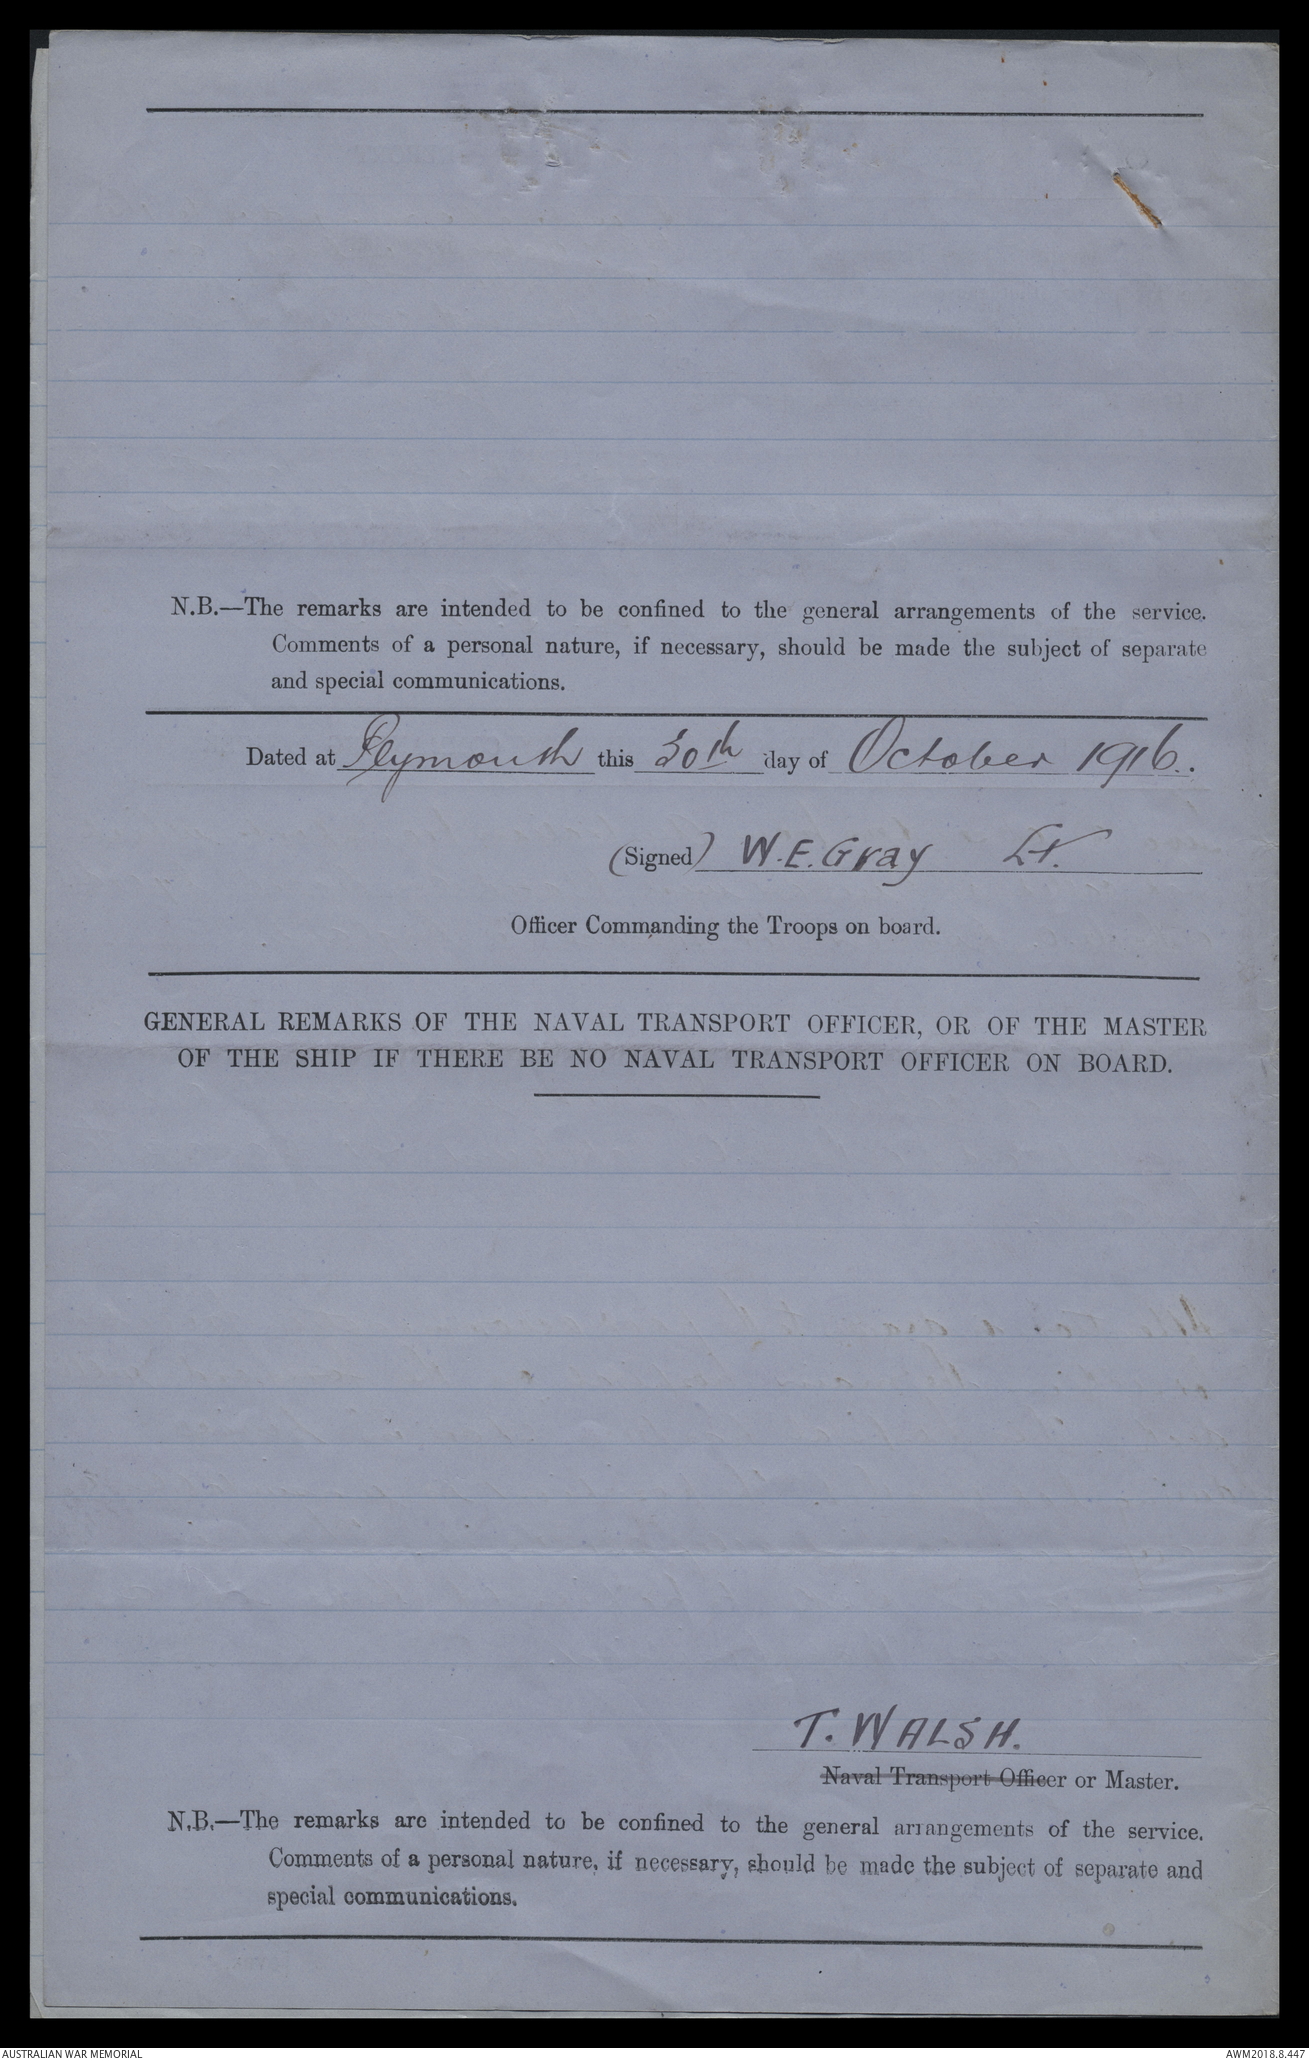 N.B.—The remarks are intended to be confined to the general arrangements of the service.
Comments of a personal nature, if necessary, should be made the subject of separate
and special communications.
Dated at Plymouth this 30th day of October 1916.
(Signed) W.E. Gray Lt.
Officer Commanding the Troops on board.
GENERAL REMARKS OF THE NAVAL TRANSPORT OFFICER, OR OF THE MASTER
OF THE SHIP IF THERE BE NO NAVAL TRANSPORT OFFICER ON BOARD.
T. WALSH.
Naval Transport Officer or Master.
N.B.—The remarks are intended to be confined to the general arrangements of the service.
Comments of a personal nature, if necessary, should be made the subject of separate and
special communications.
AUSTRALIAN WAR MEMORIAL AWM2018.8.447